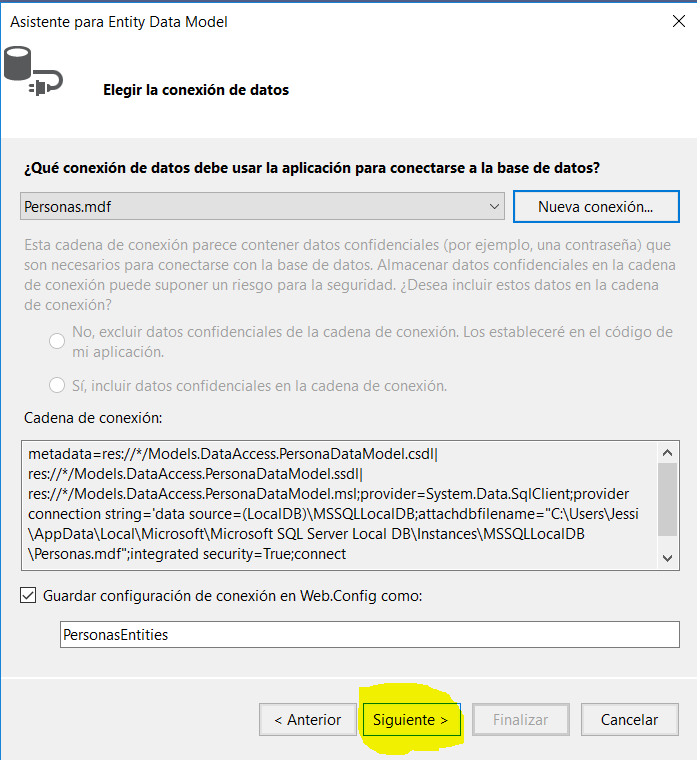 Asistente para Entity Data Model
Elegir la conexión de datos
¿Qué conexión de datos debe usar la aplicación para conectarse a la base de datos?
Personas.mdf
Nueva conexión...
Esta cadena de conexión parece contener datos confidenciales (por ejemplo, una contraseña) que
son necesarios para conectarse con la base de datos. Almacenar datos confidenciales en la cadena
de conexión puede suponer un riesgo para la seguridad. ¿Desea incluir estos datos en la cadena
de conexión?
No, excluir datos confidenciales de la cadena de conexión. Los estableceré en el código de
mi aplicación.
Sí, incluir datos confidenciales en la cadena de conexión.
Cadena de conexión:
metadata=res://*/Models.DataAccess.PersonaDataModel.csdl|
res://*/Models.DataAccess.PersonaDataModel.ssdl|
res://*/Models.DataAccess.PersonaDataModel.msl;provider=System.Data.SqlClient;provider
connection string='data source=(LocalDB)\MSSQLLocalDB;attachdbfilename="C:\Users\Jessi
\AppData\Local\Microsoft\Microsoft SQL Server Local DB\Instances\MSSQLLocalDB
\Personas.mdf";integrated security=True;connect
Guardar configuración de conexión en Web.Config como:
PersonasEntities
< Anterior
Siguiente >
Finalizar
Cancelar